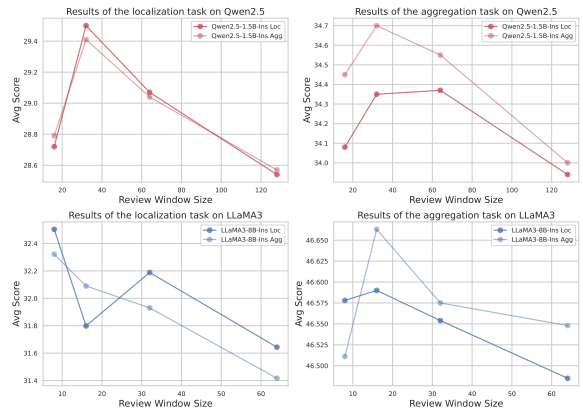 Results of the localization task on Qwen2.5
Qwen2.5-1.5B-Ins Loc
Qwen2.5-1.5B-Ins Agg
29.4
29.2
29.0
28.8
28.6
Avg Score
20
40
60
80
100
120
Review Window Size
Results of the aggregation task on Qwen2.5
Qwen2.5-1.5B-Ins Loc
Qwen2.5-1.5B-Ins Agg
34.7
34.6
34.5
34.4
34.3
34.2
34.1
34.0
Avg Score
20
40
60
80
100
120
Review Window Size
Results of the localization task on LLaMA3
LLaMA3-8B-Ins Loc
LLaMA3-8B-Ins Agg
32.4
32.2
32.0
31.8
31.6
31.4
Avg Score
10
20
30
40
50
60
Review Window Size
Results of the aggregation task on LLaMA3
LLaMA3-8B-Ins Loc
LLaMA3-8B-Ins Agg
46.650
46.625
46.600
46.575
46.550
46.525
46.500
Avg Score
10
20
30
40
50
60
Review Window Size